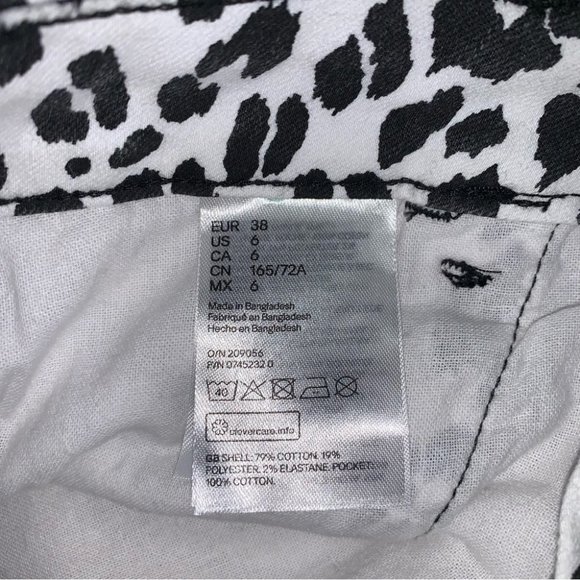 EUR 38
US 6
CA 6
CN 165/72A
MX 6
Made in Bangladesh
Fabriqué en Bangladesh
Hecho en Bangladesh
O/N 209056
P/N 0745232 0
40
clevercare.info
GB SHELL: 79% COTTON. 19%
POLYESTER. 2% ELASTANE. POCKET:
100% COTTON.